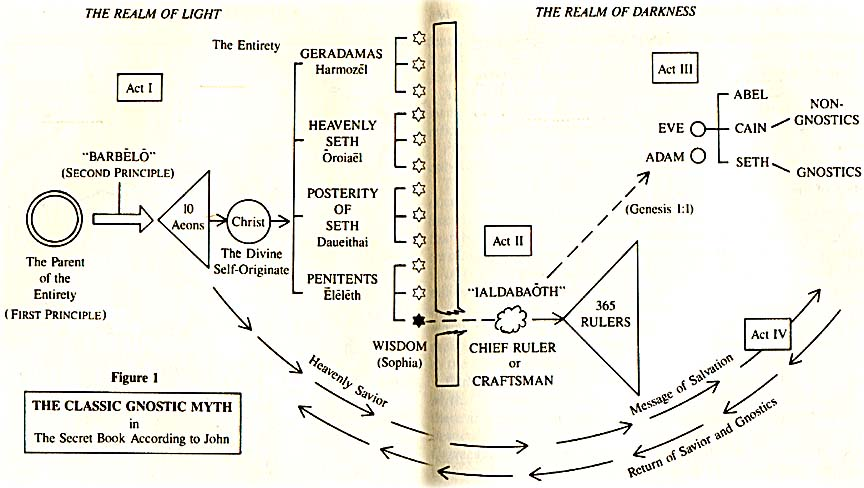 THE REALM OF LIGHT
THE REALM OF DARKNESS
The Entirety
Act I
GERADAMAS
Harmozēl
HEAVENLY
SETH
Ōroiaēl
POSTERITY
OF
SETH
Daueithai
PENITENTS
Ēlēlēth
"BARBĒLŌ"
(SECOND PRINCIPLE)
10
Aeons
Christ
The Divine
Self-Originate
The Parent
of the
Entirety
(FIRST PRINCIPLE)
WISDOM
(Sophia)
Act II
"IALDABAŌTH"
CHIEF RULER
or
CRAFTSMAN
365
RULERS
Act III
EVE
ADAM
ABEL
CAIN
SETH
NON-
GNOSTICS
GNOSTICS
(Genesis I:I)
Act IV
Heavenly Savior
Message of Salvation
Return of Savior and Gnostics
Figure 1
THE CLASSIC GNOSTIC MYTH
in
The Secret Book According to John